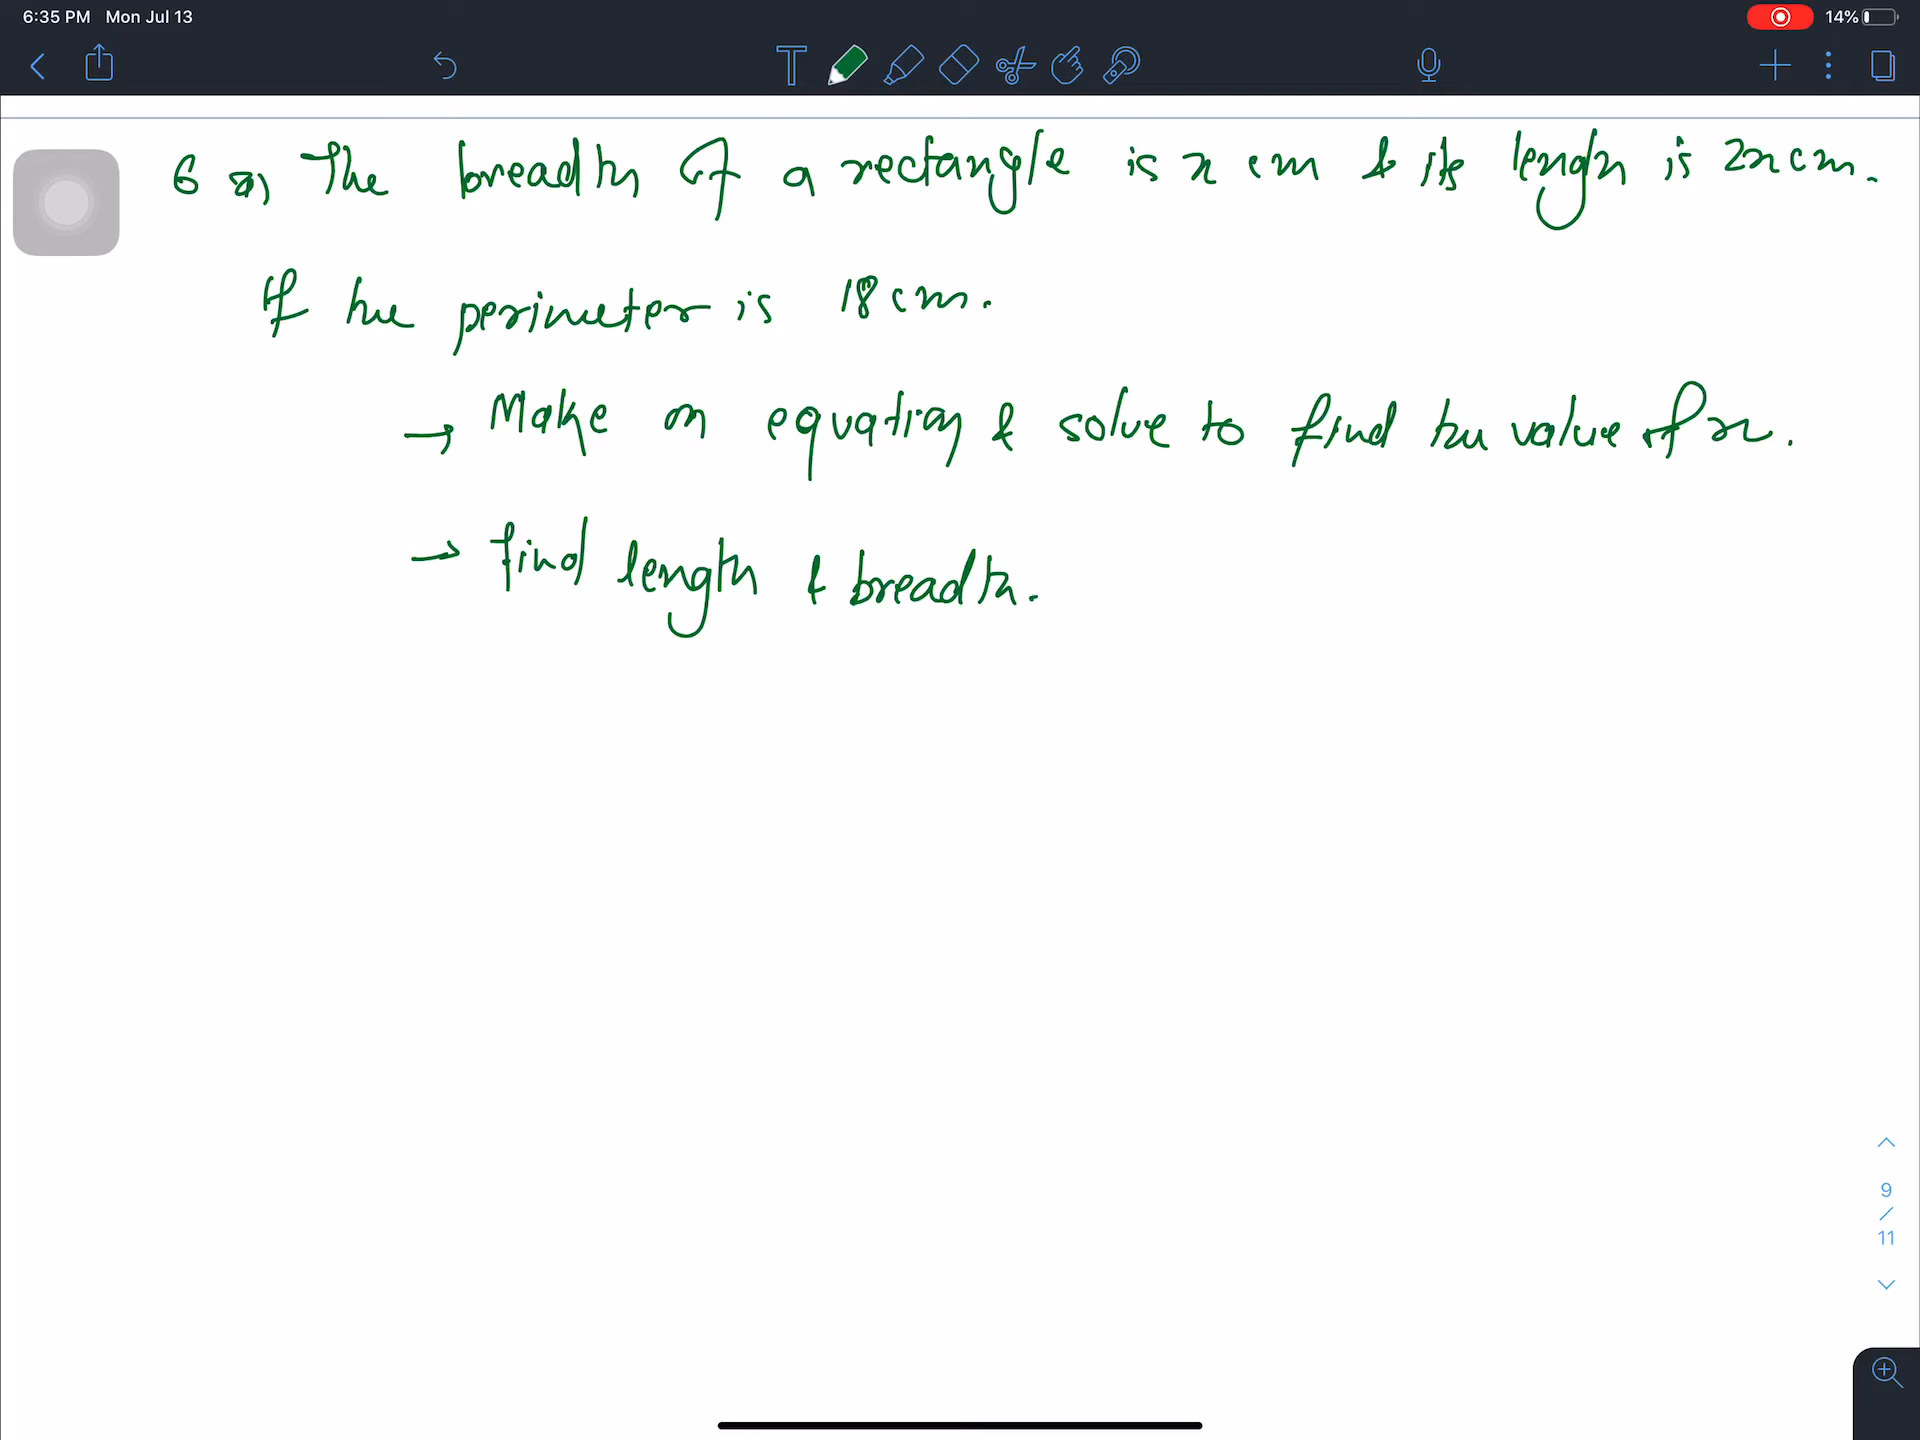 6:35 PM Mon Jul 13 14%
T
6 a) The breadth of a rectangle is x cm & its length is 2x cm.
If the perimeter is 18 cm.
→ Make an equation & solve to find the value of x.
→ find length & breadth.
9
/
11